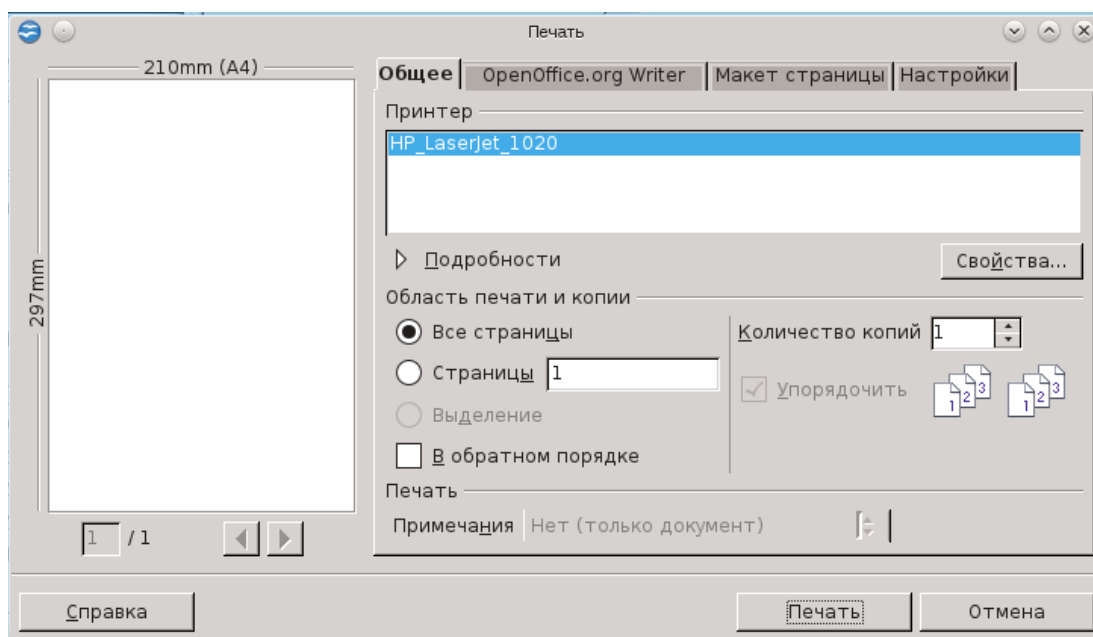 Печать
210mm (A4)
297mm
1 / 1
Общее OpenOffice.org Writer Макет страницы Настройки
Принтер
HP_LaserJet_1020
Подробности
Свойства...
Область печати и копии
Все страницы
Страницы 1
Выделение
В обратном порядке
Количество копий 1
Упорядочить
1 2 3 1 2 3
Печать
Примечания Нет (только документ)
Справка
Печать
Отмена